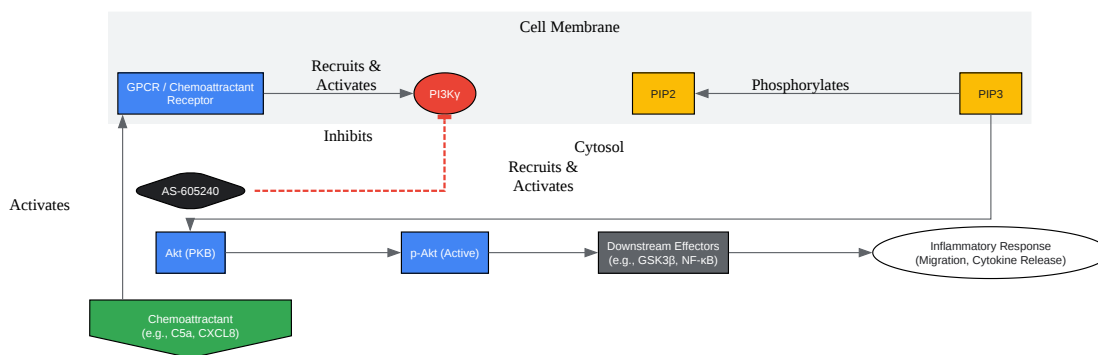 Cell Membrane
GPCR / Chemoattractant
Receptor
Recruits &
Activates
PI3Kγ
PIP2
Phosphorylates
PIP3
Inhibits
Cytosol
Recruits &
Activates
AS-605240
Activates
Akt (PKB)
p-Akt (Active)
Downstream Effectors
(e.g., GSK3β, NF-κB)
Inflammatory Response
(Migration, Cytokine Release)
Chemoattractant
(e.g., C5a, CXCL8)